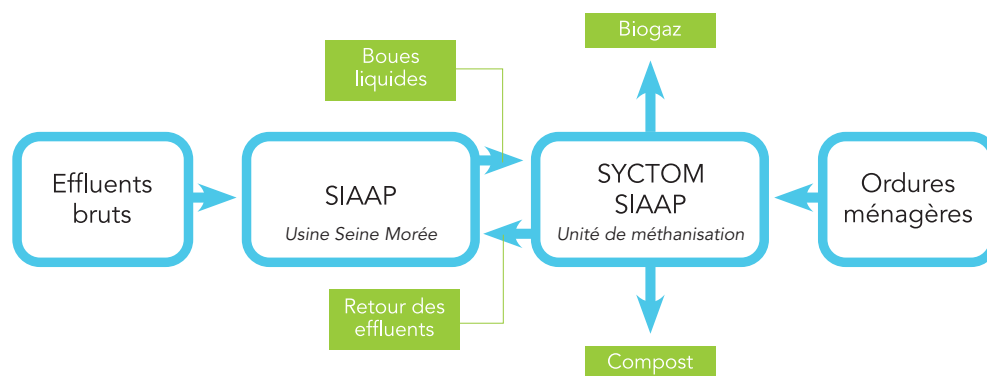 Biogaz
Boues
liquides
Effluents
bruts
SIAAP
Usine Seine Morée
SYCTOM
SIAAP
Unité de méthanisation
Ordures
ménagères
Retour des
effluents
Compost